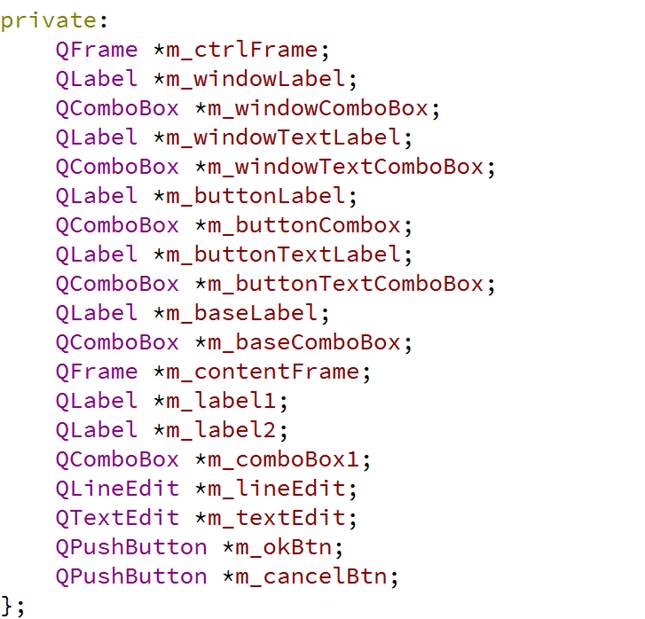 private:
    QFrame *m_ctrlFrame;
    QLabel *m_windowLabel;
    QComboBox *m_windowComboBox;
    QLabel *m_windowTextLabel;
    QComboBox *m_windowTextComboBox;
    QLabel *m_buttonLabel;
    QComboBox *m_buttonCombox;
    QLabel *m_buttonTextLabel;
    QComboBox *m_buttonTextComboBox;
    QLabel *m_baseLabel;
    QComboBox *m_baseComboBox;
    QFrame *m_contentFrame;
    QLabel *m_label1;
    QLabel *m_label2;
    QComboBox *m_comboBox1;
    QLineEdit *m_lineEdit;
    QTextEdit *m_textEdit;
    QPushButton *m_okBtn;
    QPushButton *m_cancelBtn;
};